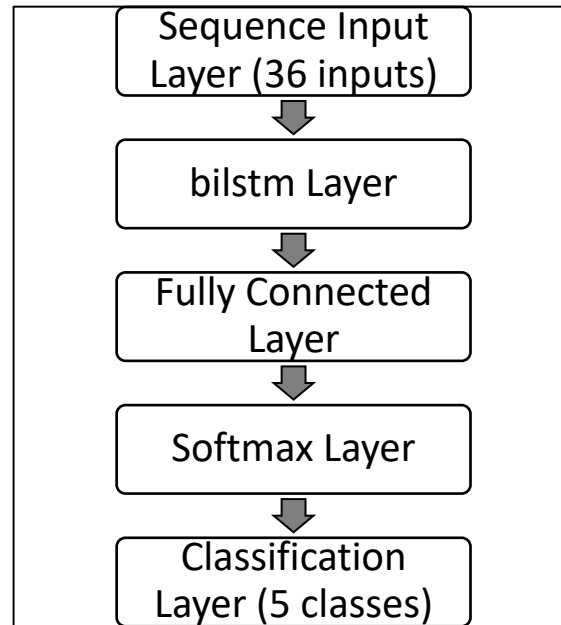 Sequence Input
Layer (36 inputs)
bilstm Layer
Fully Connected
Layer
Softmax Layer
Classification
Layer (5 classes)